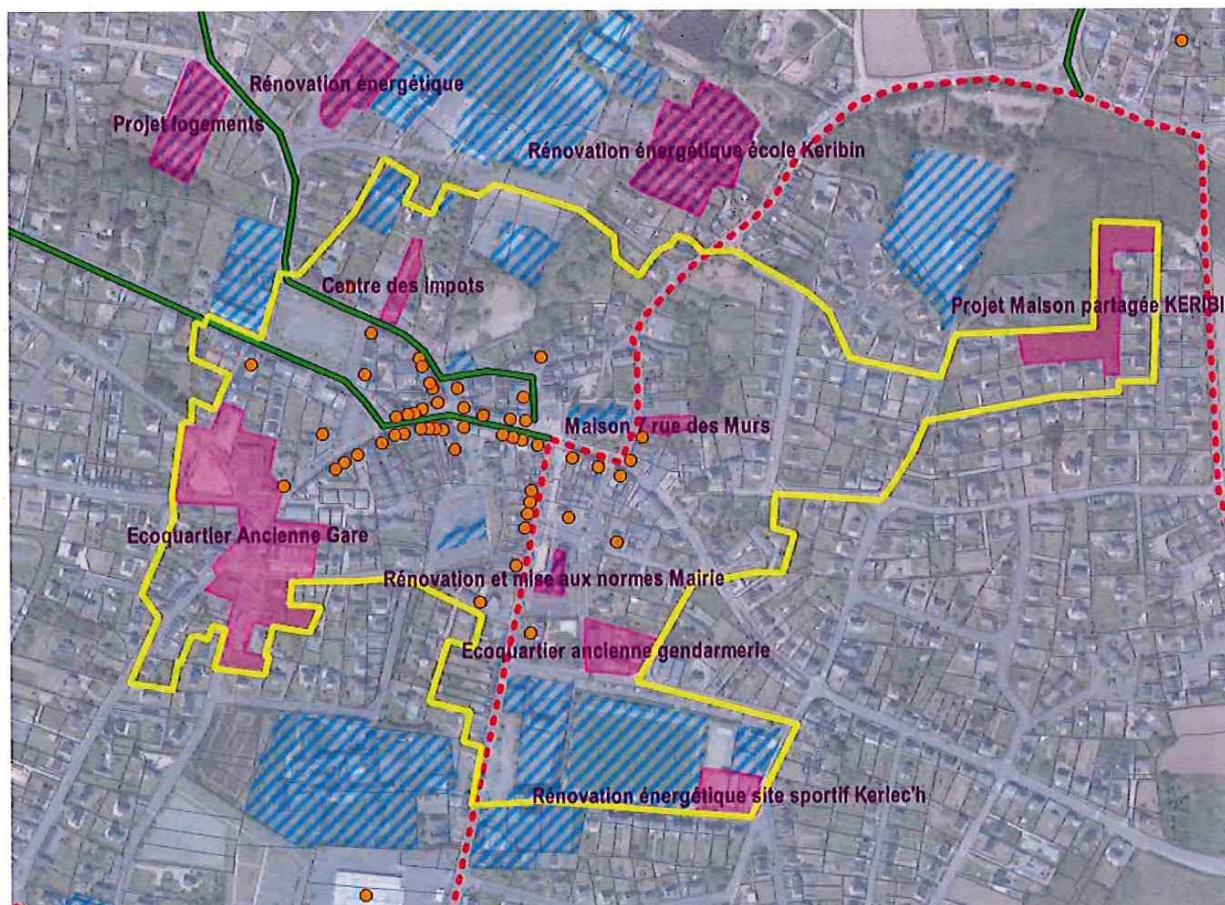 Rénovation énergétique
Projet logements
Rénovation énergétique école Keribin
Centre des impots
Projet Maison partagée KERIBI
Maison 7 rue des Murs
Ecoquartier Ancienne Gare
Rénovation et mise aux normes Mairie
Ecoquartier ancienne gendarmerie
Rénovation énergétique site sportif Kerlec'h